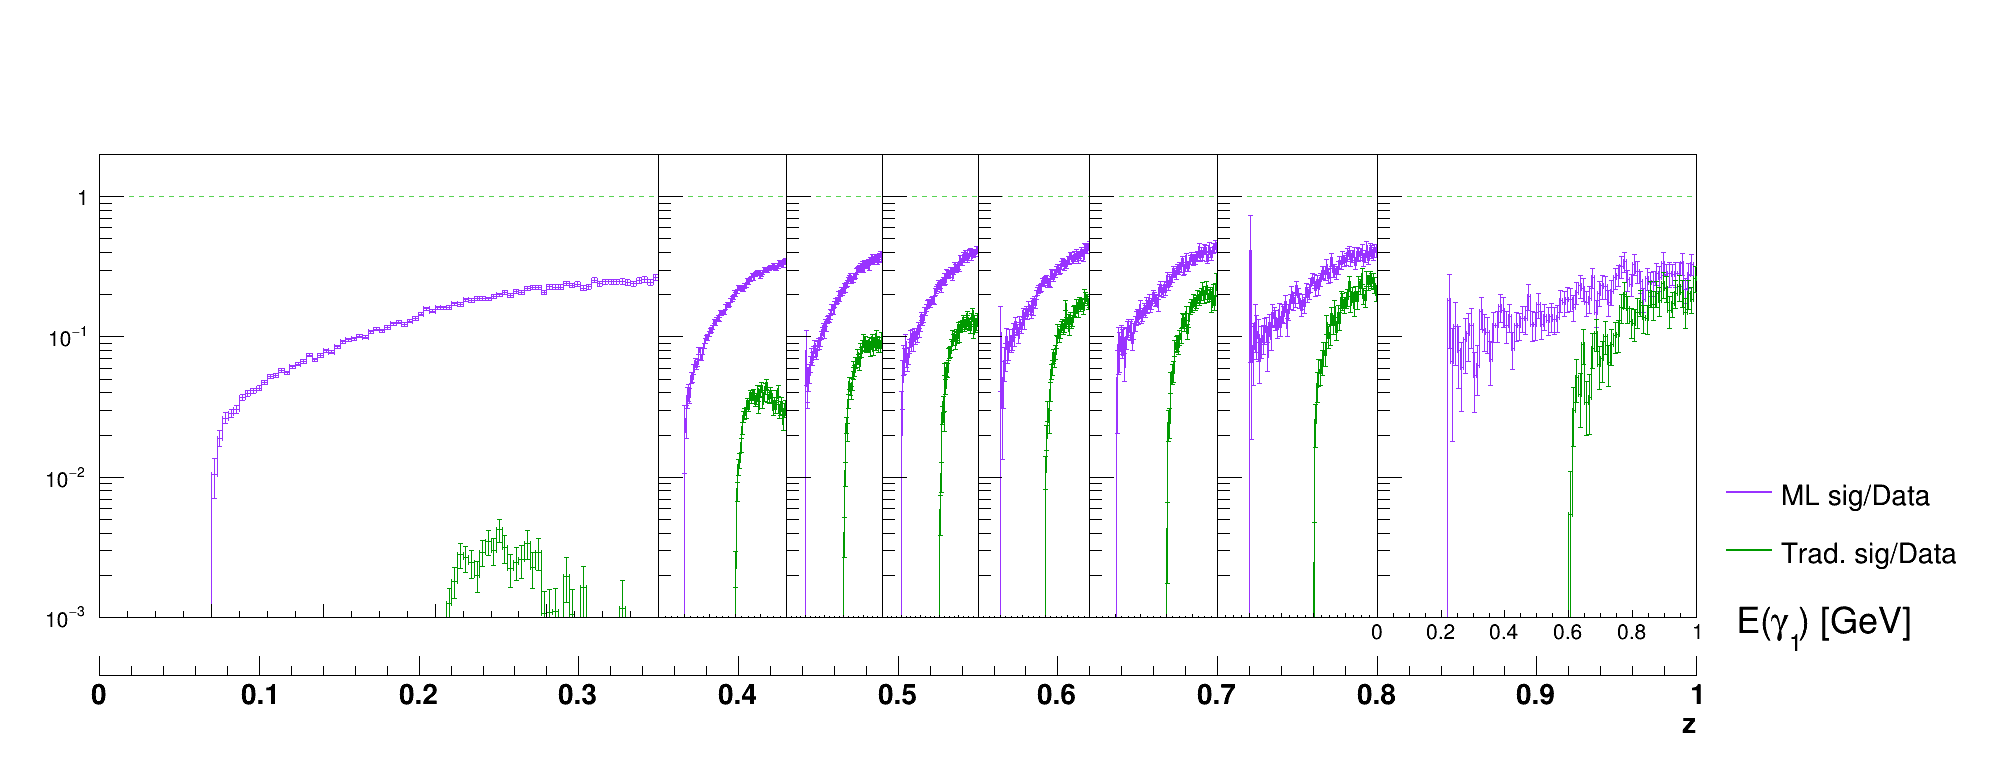 1
10⁻¹
10⁻²
10⁻³
ML sig/Data
Trad. sig/Data
E(γ₁) [GeV]
0 0.2 0.4 0.6 0.8 1
0 0.1 0.2 0.3 0.4 0.5 0.6 0.7 0.8 0.9 1
z